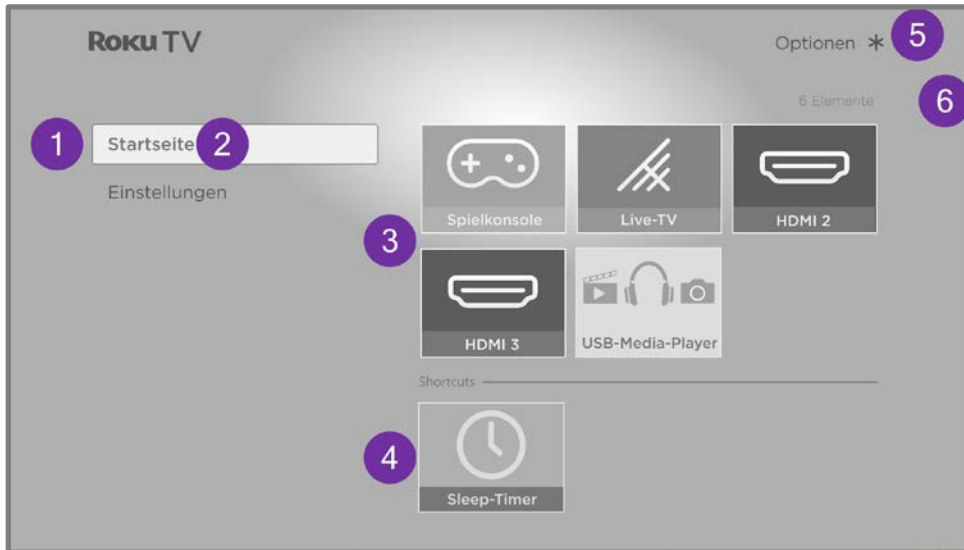 Roku TV
Optionen *
5
6 Elemente
6
1
Startseite
2
Einstellungen
Spielkonsole
Live-TV
HDMI 2
3
HDMI 3
USB-Media-Player
Shortcuts
4
Sleep-Timer